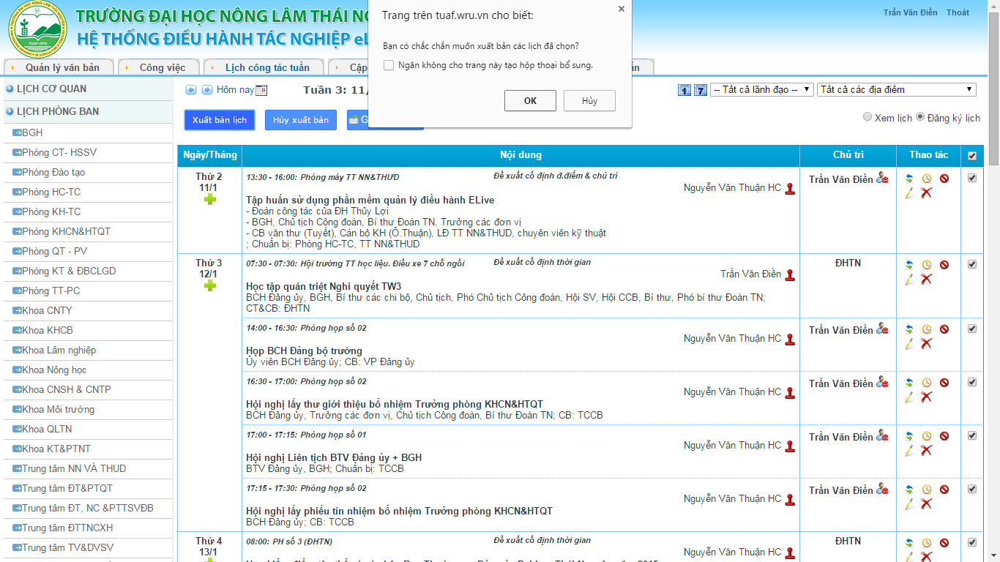 TRƯỜNG ĐẠI HỌC NÔNG LÂM THÁI NG
HỆ THỐNG ĐIỀU HÀNH TÁC NGHIỆP eL
Trần Văn Điền Thoát
Trang trên tuaf.wru.vn cho biết:
Bạn có chắc chắn muốn xuất bản các lịch đã chọn?
Ngăn không cho trang này tạo hộp thoại bổ sung.
OK Hủy
Quản lý văn bản Công việc Lịch công tác tuần Cập
LỊCH CƠ QUAN
LỊCH PHÒNG BAN
BGH
Phòng CT- HSSV
Phòng Đào tạo
Phòng HC-TC
Phòng KH-TC
Phòng KHCN&HTQT
Phòng QT - PV
Phòng KT & ĐBCLGD
Phòng TT-PC
Khoa CNTY
Khoa KHCB
Khoa Lâm nghiệp
Khoa Nông học
Khoa CNSH & CNTP
Khoa Môi trường
Khoa QLTN
Khoa KT&PTNT
Trung tâm NN VÀ THUD
Trung tâm ĐT&PTQT
Trung tâm ĐT, NC &PTTSVĐB
Trung tâm ĐTTNCXH
Trung tâm TV&DVSV
Hôm nay Tuần 3: 11/
1 7 -- Tất cả lãnh đạo -- Tất cả các địa điểm
Xuất bản lịch Hủy xuất bản G
Xem lịch Đăng ký lịch
Ngày/Tháng Nội dung Chủ trì Thao tác
Thứ 2
11/1
13:30 - 16:00: Phòng máy TT NN&THƯD Đề xuất cố định đ.điểm & chủ trì
Nguyễn Văn Thuận HC
Trần Văn Điền
Tập huấn sử dụng phần mềm quản lý điều hành ELive
- Đoàn công tác của ĐH Thủy Lợi
- BGH, Chủ tịch Công đoàn, Bí thư Đoàn TN, Trưởng các đơn vị
- CB văn thư (Tuyết), Cán bộ KH (Ô.Thuận), LĐ TT NN&THUD, chuyên viên kỹ thuật
; Chuẩn bị: Phòng HC-TC, TT NN&THUD
Thứ 3
12/1
07:30 - 07:30: Hội trường TT học liệu. Điều xe 7 chỗ ngồi Đề xuất cố định thời gian
Trần Văn Điền
ĐHTN
Học tập quán triệt Nghị quyết TW3
BCH Đảng ủy, BGH, Bí thư các chi bộ, Chủ tịch, Phó Chủ tịch Công đoàn, Hội SV, Hội CCB, Bí thư, Phó bí thư Đoàn TN;
CT&CB: ĐHTN
14:00 - 16:30: Phòng họp số 02
Nguyễn Văn Thuận HC
Trần Văn Điền
Họp BCH Đảng bộ trường
Ủy viên BCH Đảng ủy; CB: VP Đảng ủy
16:30 - 17:00: Phòng họp số 02
Nguyễn Văn Thuận HC
Trần Văn Điền
Hội nghị lấy thư giới thiệu bổ nhiệm Trưởng phòng KHCN&HTQT
BCH Đảng ủy, Trưởng các đơn vị, Chủ tịch Công đoàn, Bí thư Đoàn TN; CB: TCCB
17:00 - 17:15: Phòng họp số 01
Nguyễn Văn Thuận HC
Trần Văn Điền
Hội nghị Liên tịch BTV Đảng ủy + BGH
BTV Đảng ủy, BGH; Chuẩn bị: TCCB
17:15 - 17:30: Phòng họp số 02
Nguyễn Văn Thuận HC
Trần Văn Điền
Hội nghị lấy phiếu tín nhiệm bổ nhiệm Trưởng phòng KHCN&HTQT
BCH Đảng ủy; CB: TCCB
Thứ 4
13/1
08:00: PH số 3 (ĐHTN) Đề xuất cố định thời gian
Nguyễn Văn Thuận HC
ĐHTN